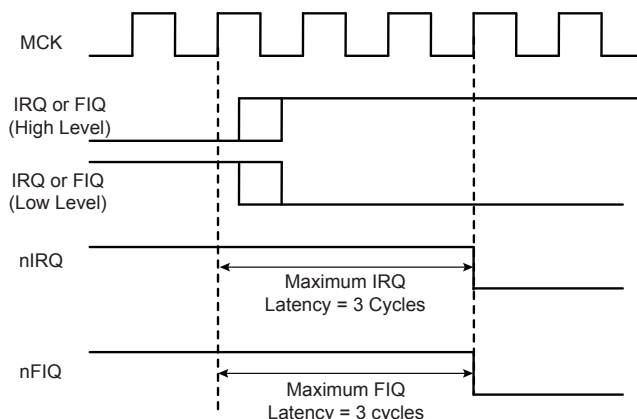 MCK
IRQ or FIQ
(High Level)
IRQ or FIQ
(Low Level)
nIRQ
Maximum IRQ
Latency = 3 Cycles
nFIQ
Maximum FIQ
Latency = 3 cycles